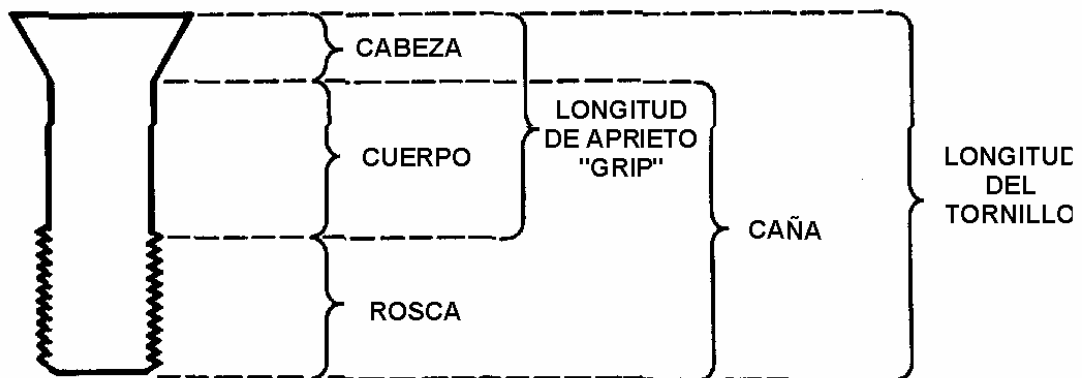 CABEZA
LONGITUD
DE APRIETO
"GRIP"
CUERPO
LONGITUD
DEL
TORNILLO
CAÑA
ROSCA